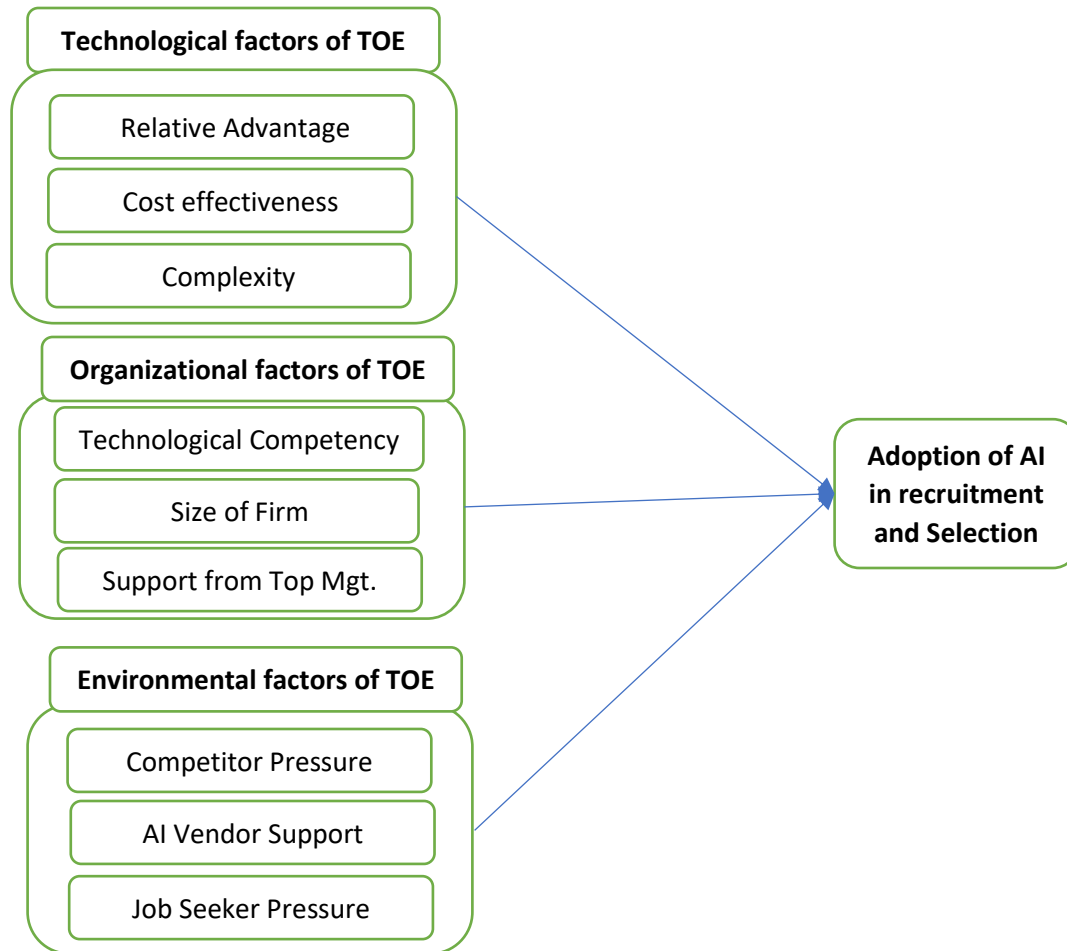 Technological factors of TOE
Relative Advantage
Cost effectiveness
Complexity
Organizational factors of TOE
Technological Competency
Size of Firm
Support from Top Mgt.
Environmental factors of TOE
Competitor Pressure
AI Vendor Support
Job Seeker Pressure
Adoption of AI
in recruitment
and Selection